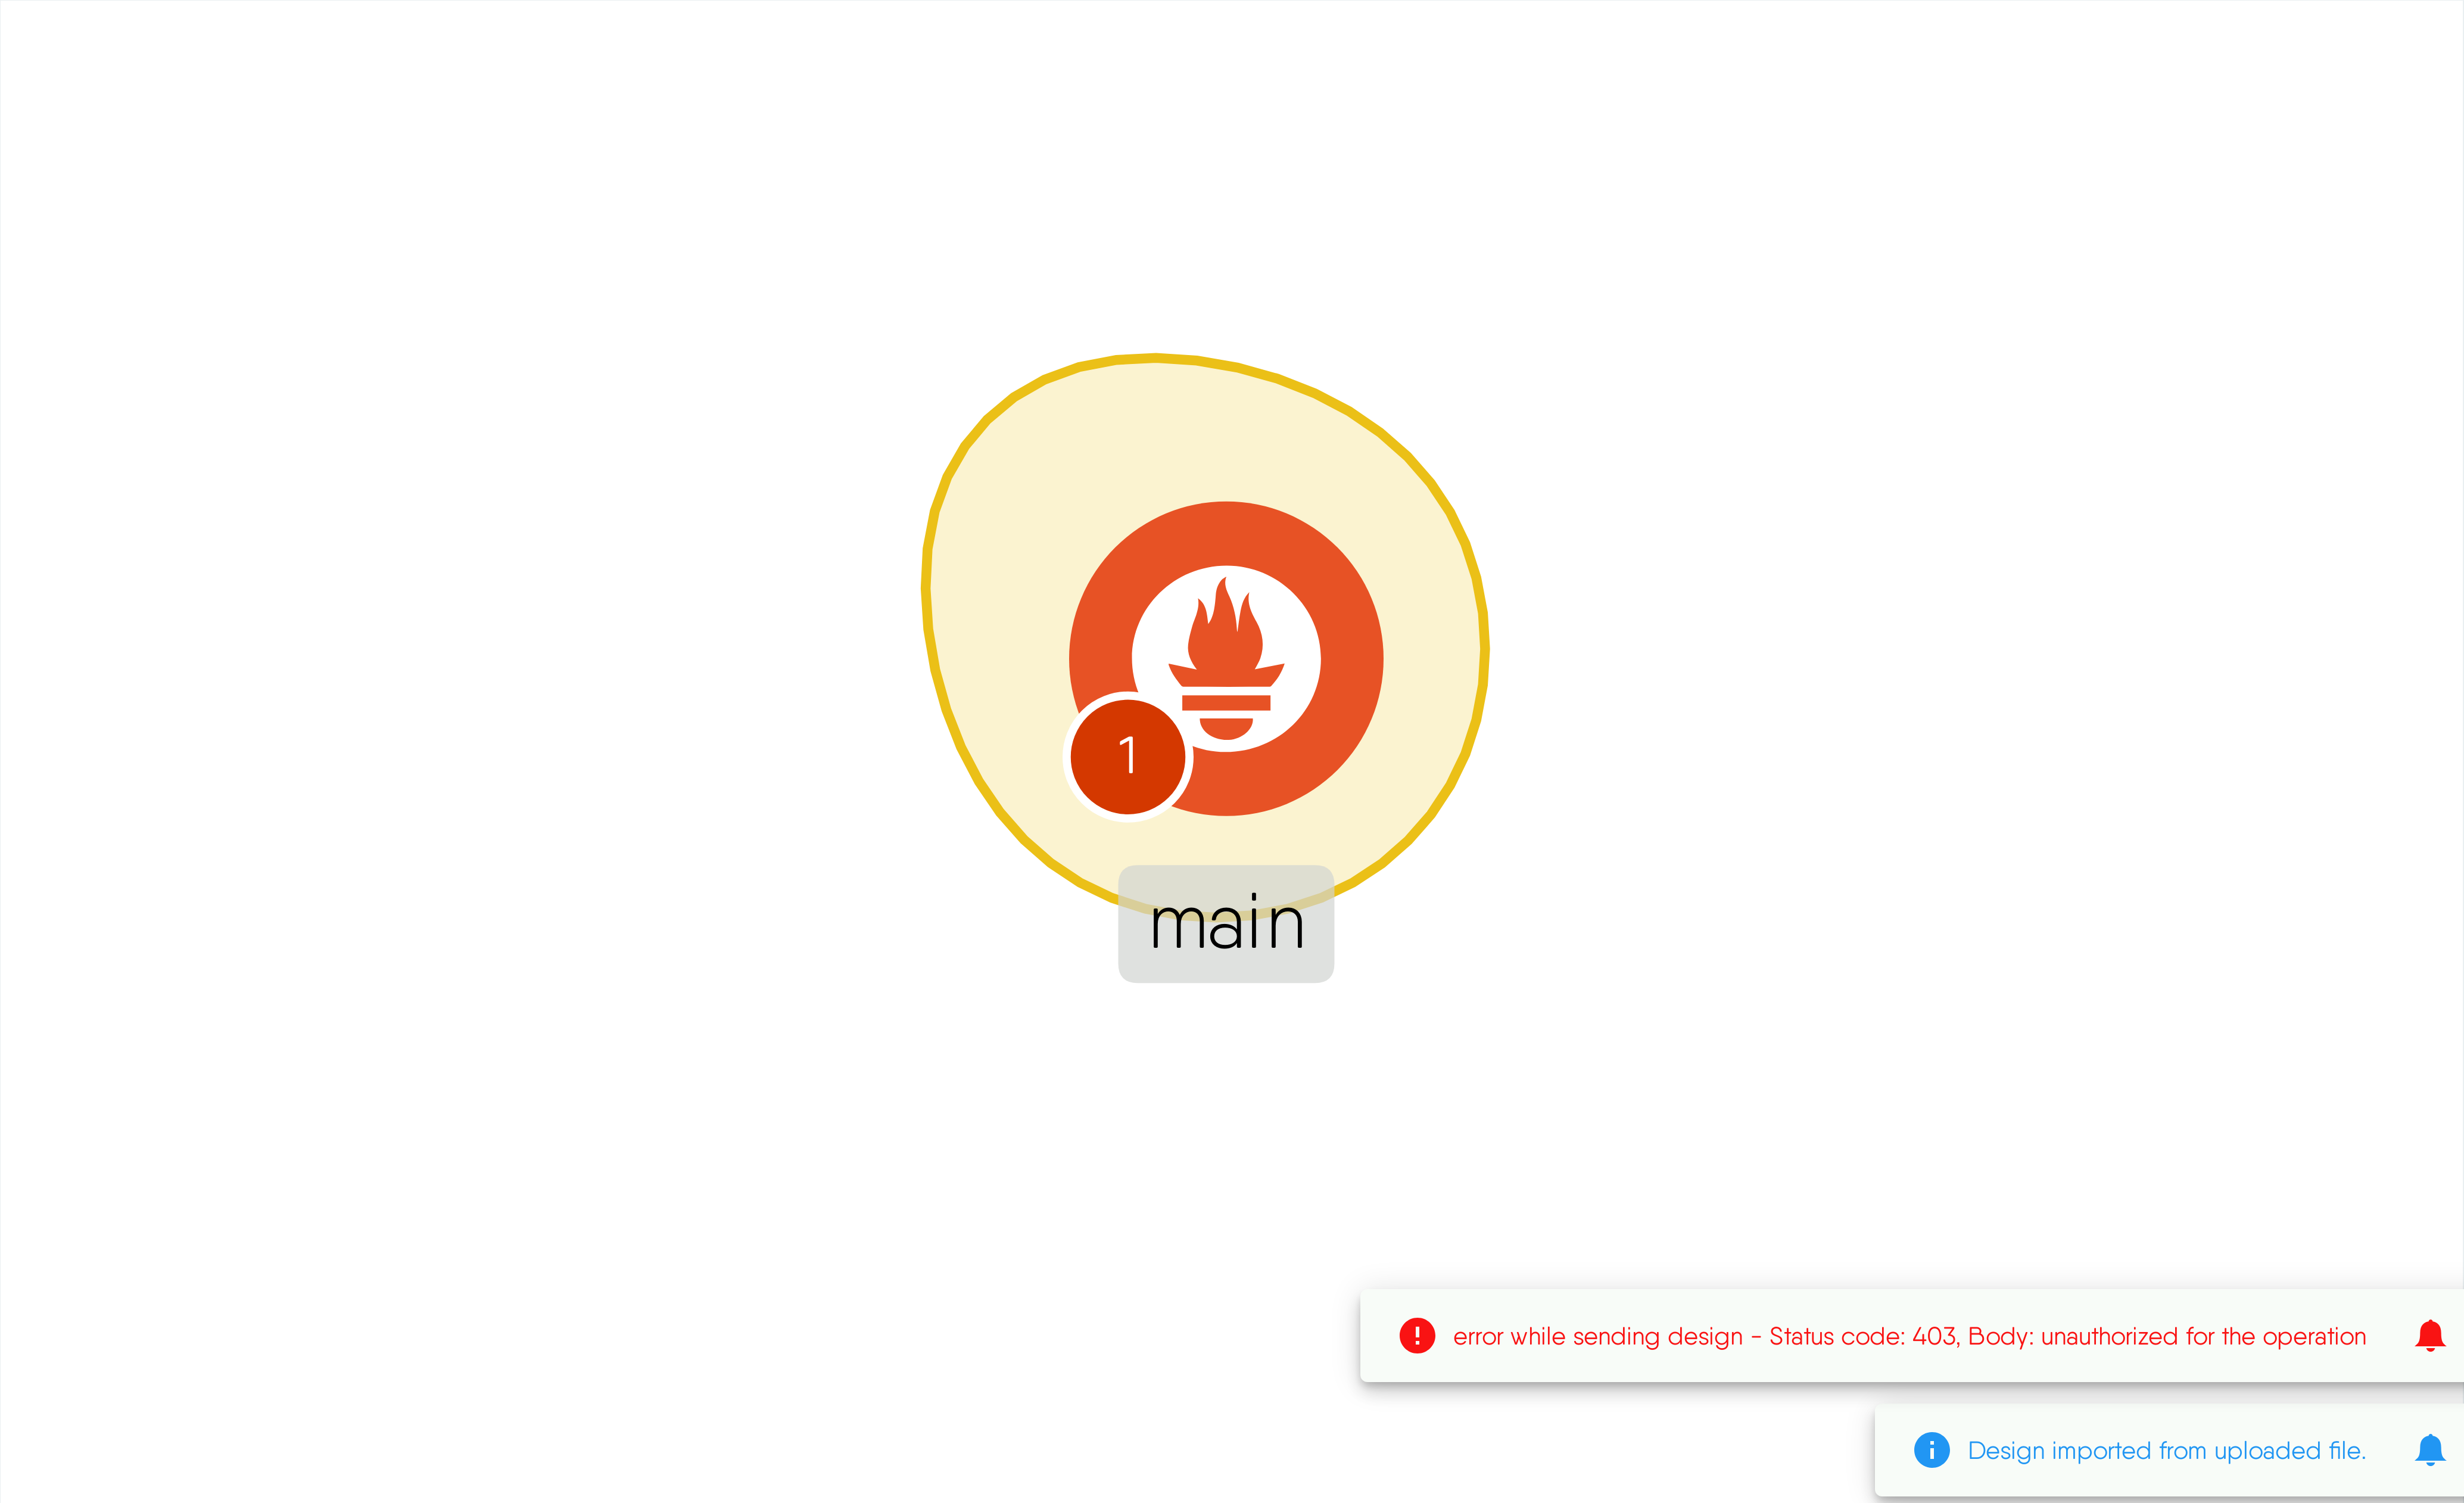 1
main
error while sending design - Status code: 403, Body: unauthorized for the operation
Design imported from uploaded file.